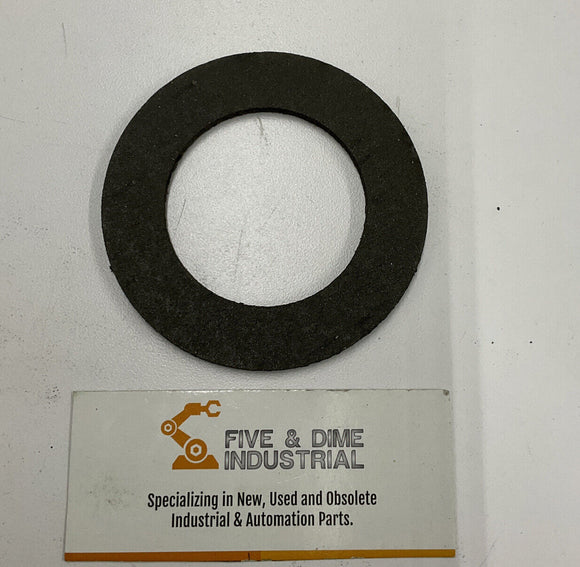 FIVE & DIME
INDUSTRIAL
Specializing in New, Used and Obsolete
Industrial & Automation Parts.